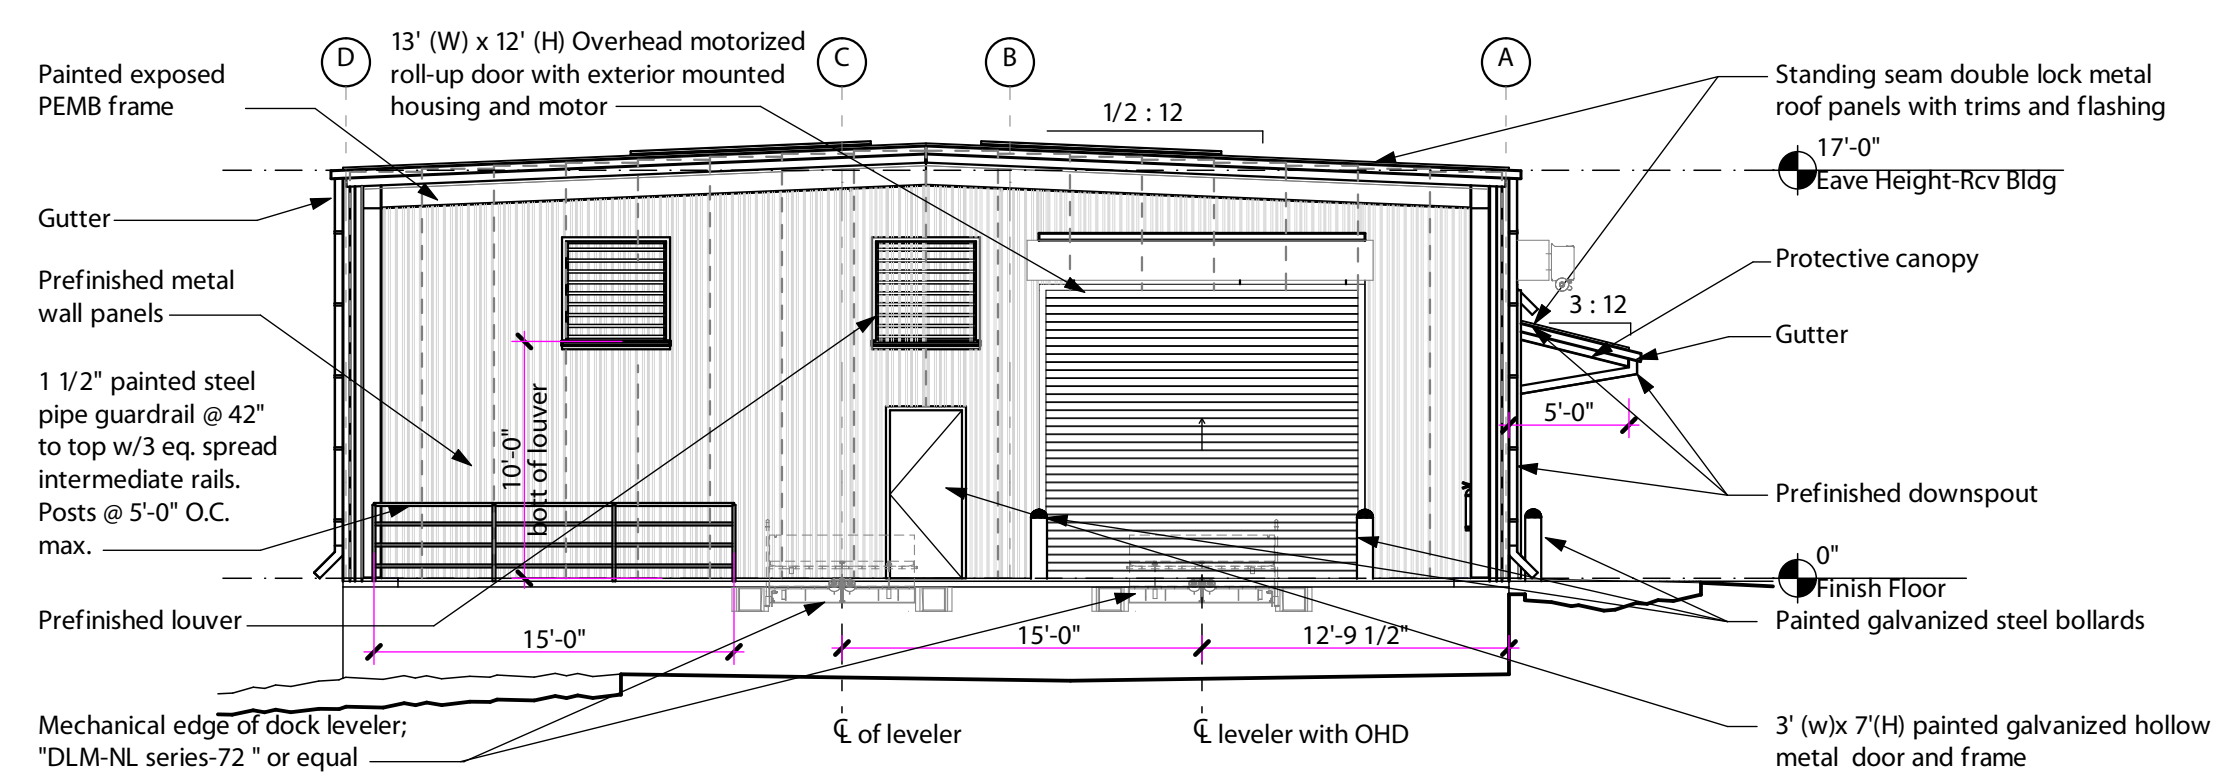 D
C
B
A
13' (W) x 12' (H) Overhead motorized
roll-up door with exterior mounted
housing and motor
Painted exposed
PEMB frame
Gutter
Prefinished metal
wall panels
1 1/2" painted steel
pipe guardrail @ 42"
to top w/3 eq. spread
intermediate rails.
Posts @ 5'-0" O.C.
max.
Prefinished louver
Mechanical edge of dock leveler;
"DLM-NL series-72 " or equal
1/2 : 12
10'-0"
bott of louver
15'-0"
15'-0"
12'-9 1/2"
℄ of leveler
℄ leveler with OHD
3 : 12
5'-0"
Standing seam double lock metal
roof panels with trims and flashing
17'-0"
Eave Height-Rcv Bldg
Protective canopy
Gutter
Prefinished downspout
0"
Finish Floor
Painted galvanized steel bollards
3' (w)x 7'(H) painted galvanized hollow
metal  door and frame